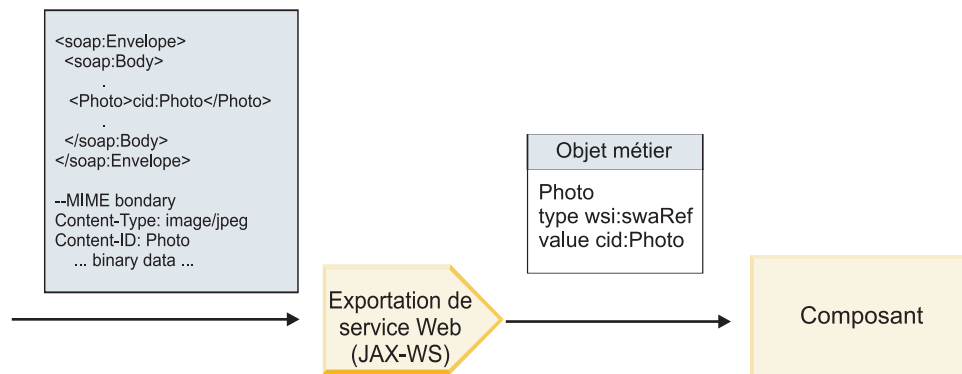 <soap:Envelope>
<soap:Body>
.
<Photo>cid:Photo</Photo>
.
</soap:Body>
</soap:Envelope>
--MIME bondary
Content-Type: image/jpeg
Content-ID: Photo
... binary data ...
Objet métier
Photo
type wsi:swaRef
value cid:Photo
Exportation de
service Web
(JAX-WS)
Composant